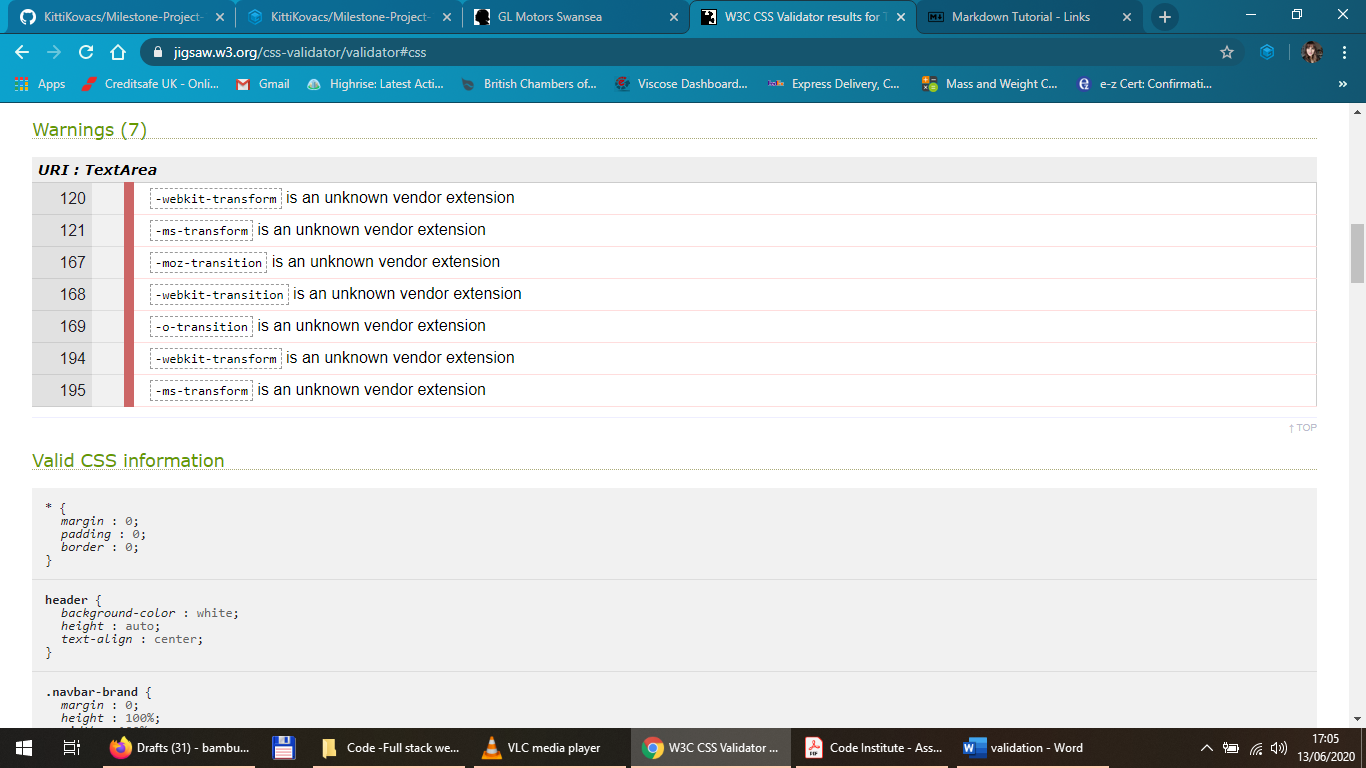 KittiKovacs/Milestone-Project-
KittiKovacs/Milestone-Project-
GL Motors Swansea
W3C CSS Validator results for T
Markdown Tutorial - Links
jigsaw.w3.org/css-validator/validator#css
Apps
Creditsafe UK - Onli...
Gmail
Highrise: Latest Acti...
British Chambers of...
Viscose Dashboard...
Express Delivery, C...
Mass and Weight C...
e-z Cert: Confirmati...
»
Warnings (7)
URI : TextArea
120 -webkit-transform is an unknown vendor extension
121 -ms-transform is an unknown vendor extension
167 -moz-transition is an unknown vendor extension
168 -webkit-transition is an unknown vendor extension
169 -o-transition is an unknown vendor extension
194 -webkit-transform is an unknown vendor extension
195 -ms-transform is an unknown vendor extension
↑ TOP
Valid CSS information
* {
margin : 0;
padding : 0;
border : 0;
}
header {
background-color : white;
height : auto;
text-align : center;
}
.navbar-brand {
margin : 0;
height : 100%;
Drafts (31) - bambu...
Code -Full stack we...
VLC media player
W3C CSS Validator ...
Code Institute - Ass...
validation - Word
17:05
13/06/2020